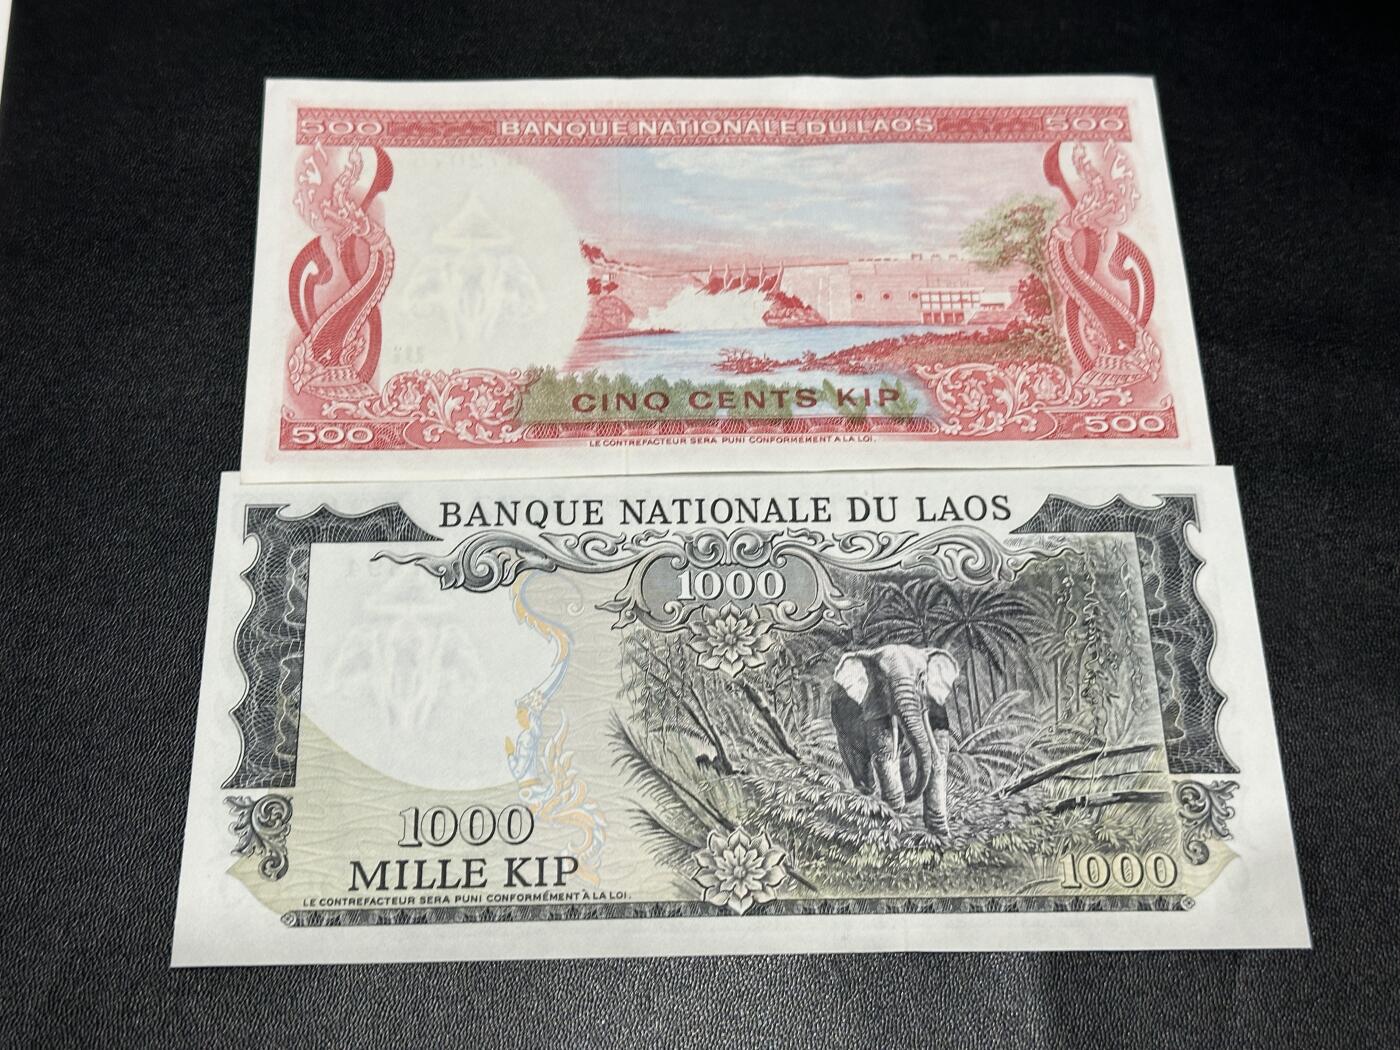 500 BANQUE NATIONALE DU LAOS 500
CINQ CENTS KIP
500 500
LE CONTREFACTEUR SERA PUNI CONFORMÉMENT A LA LOI.
BANQUE NATIONALE DU LAOS
1000
1000
MILLE KIP
1000
LE CONTREFACTEUR SERA PUNI CONFORMÉMENT À LA LOI.